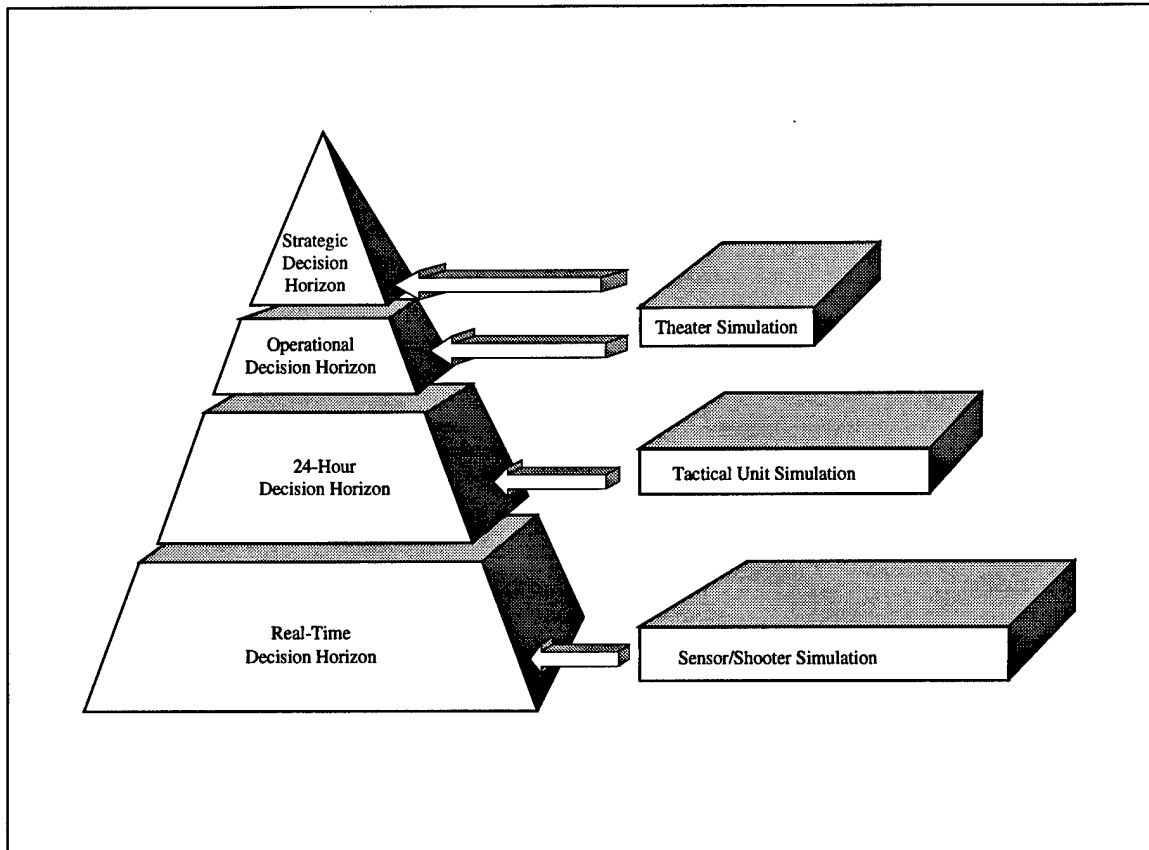 Strategic
Decision
Horizon
Theater Simulation
Operational
Decision Horizon
24-Hour
Decision Horizon
Tactical Unit Simulation
Real-Time
Decision Horizon
Sensor/Shooter Simulation